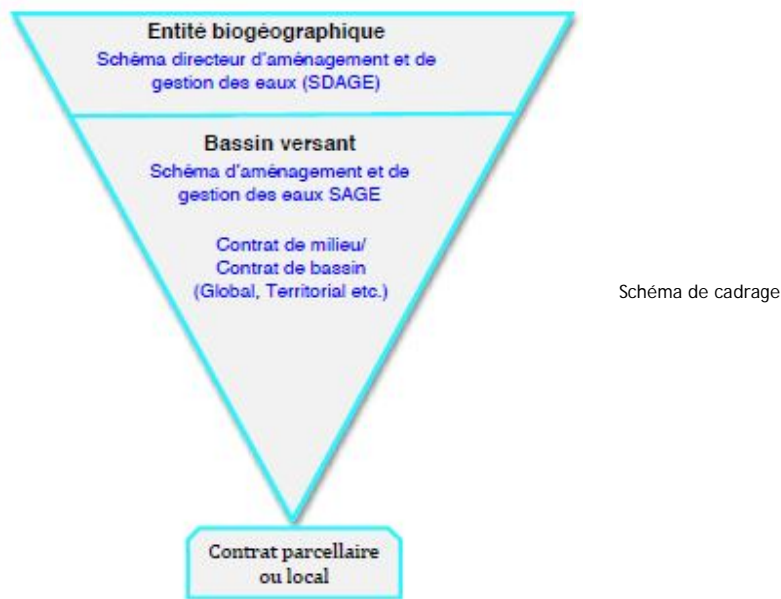 Entité biogéographique
Schéma directeur d'aménagement et de
gestion des eaux (SDAGE)
Bassin versant
Schéma d'aménagement et de
gestion des eaux SAGE
Contrat de milieu/
Contrat de bassin
(Global, Territorial etc.)
Schéma de cadrage
Contrat parcellaire
ou local